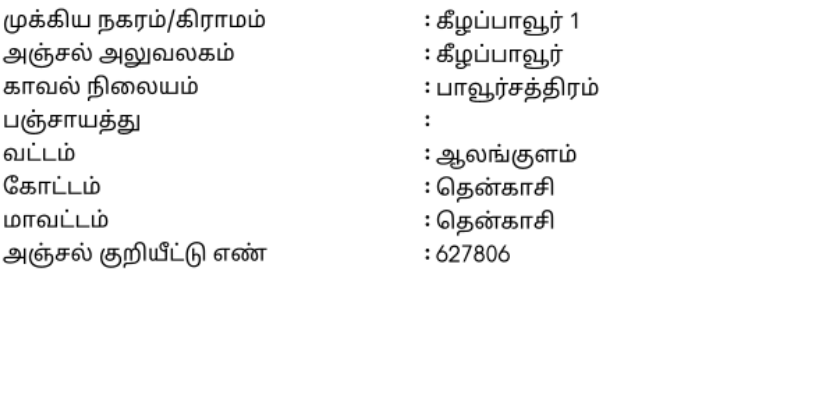 முக்கிய நகரம்/கிராமம் : கீழப்பாவூர் 1
அஞ்சல் அலுவலகம் : கீழப்பாவூர்
காவல் நிலையம் : பாவூர்சத்திரம்
பஞ்சாயத்து :
வட்டம் : ஆலங்குளம்
கோட்டம் : தென்காசி
மாவட்டம் : தென்காசி
அஞ்சல் குறியீட்டு எண் : 627806